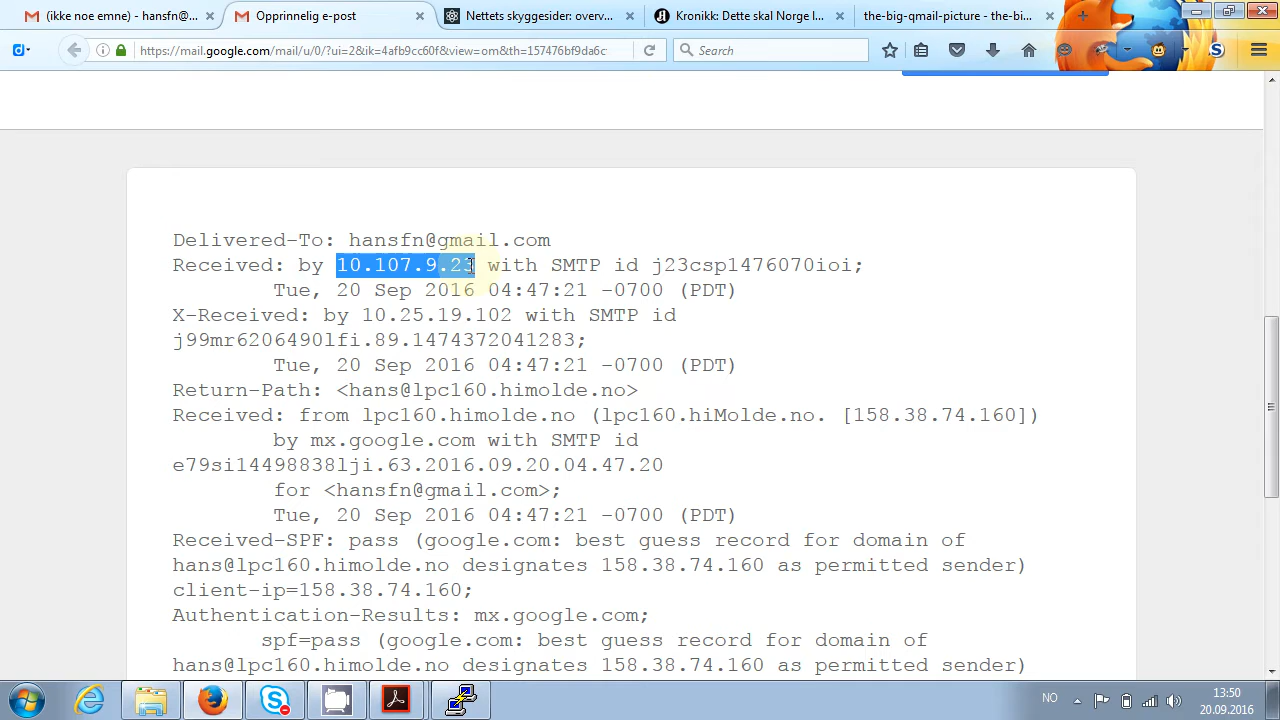 (ikke noe emne) - hansfn@...
Opprinnelig e-post
NASAs skyggesider. overv...
Kronikk: Dette skal Norge l...
the-big-qmail-picture - the-bi...
https://mail.google.com/mail/u/0/?ui=2&ik=4afb9cc60f&view=om&th=157476bf9da6c
Search
Delivered-To: hansfn@gmail.com
Received: by 10.107.9.23 with SMTP id j23csp1476070ioi;
Tue, 20 Sep 2016 04:47:21 -0700 (PDT)
X-Received: by 10.25.19.102 with SMTP id
j99mr6206490lfi.89.1474372041283;
Tue, 20 Sep 2016 04:47:21 -0700 (PDT)
Return-Path: <hans@lpc160.himolde.no>
Received: from lpc160.himolde.no (lpc160.hiMolde.no. [158.38.74.160])
by mx.google.com with SMTP id
e79si14498838lji.63.2016.09.20.04.47.20
for <hansfn@gmail.com>;
Tue, 20 Sep 2016 04:47:21 -0700 (PDT)
Received-SPF: pass (google.com: best guess record for domain of
hans@lpc160.himolde.no designates 158.38.74.160 as permitted sender)
client-ip=158.38.74.160;
Authentication-Results: mx.google.com;
spf=pass (google.com: best guess record for domain of
hans@lpc160.himolde.no designates 158.38.74.160 as permitted sender)
NO
13:50
20.09.2016